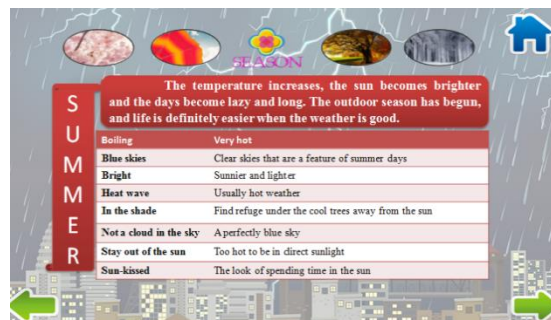 SEASON
The temperature increases, the sun becomes brighter
and the days become lazy and long. The outdoor season has begun,
and life is definitely easier when the weather is good.
SUMMER
Boiling Very hot
Blue skies Clear skies that are a feature of summer days
Bright Sunnier and lighter
Heat wave Usually hot weather
In the shade Find refuge under the cool trees away from the sun
Not a cloud in the sky A perfectly blue sky
Stay out of the sun Too hot to be in direct sunlight
Sun-kissed The look of spending time in the sun